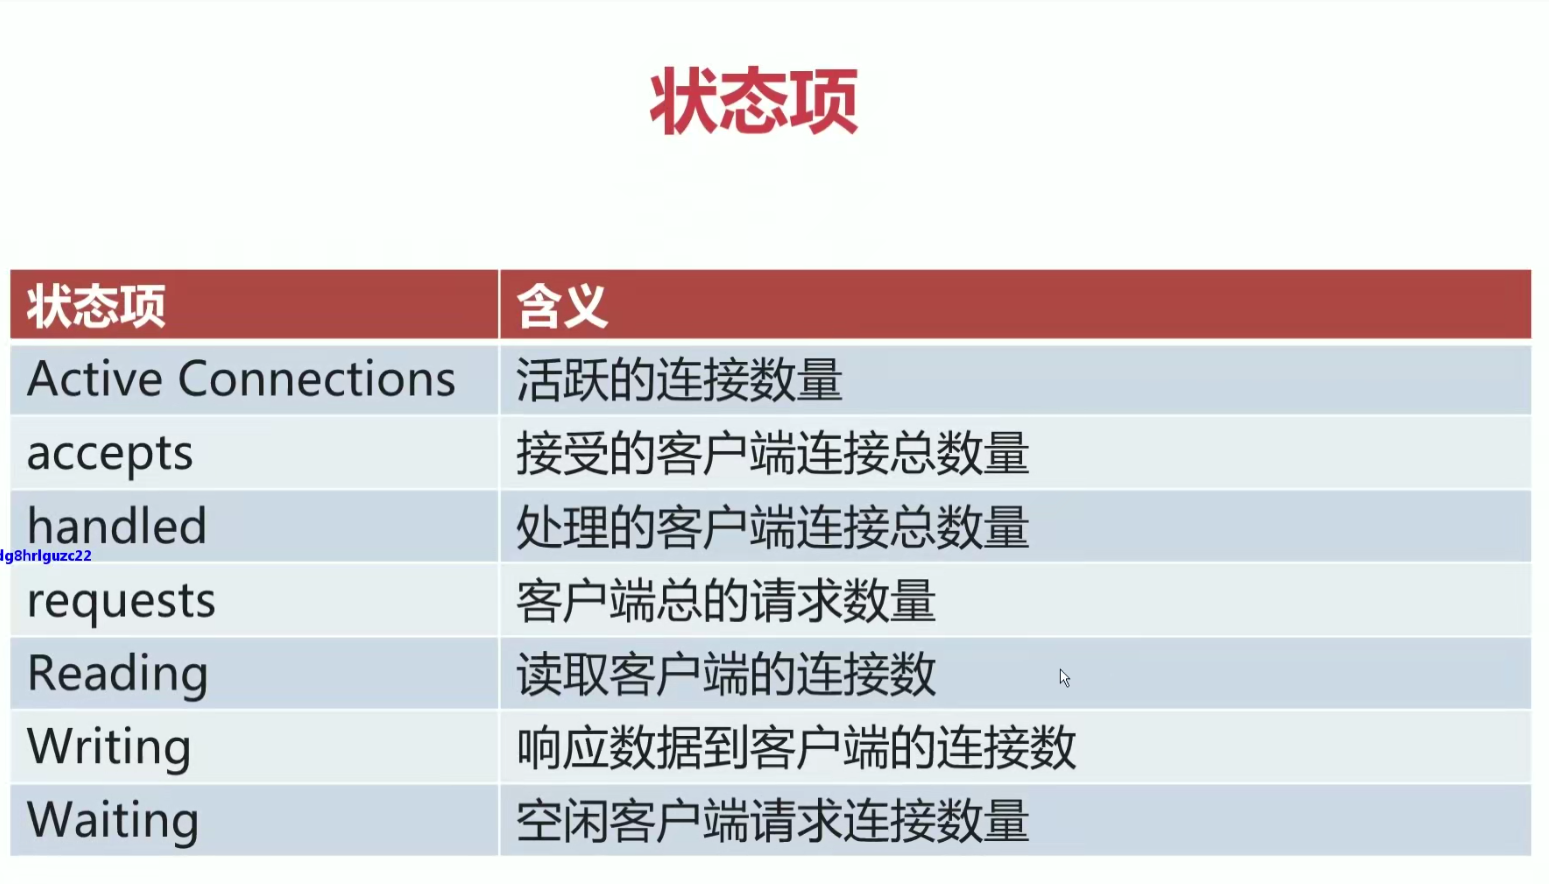 状态项
状态项 含义
Active Connections 活跃的连接数量
accepts 接受的客户端连接总数量
handled 处理的客户端连接总数量
dg8hrlguzc22
requests 客户端总的请求数量
Reading 读取客户端的连接数
Writing 响应数据到客户端的连接数
Waiting 空闲客户端请求连接数量